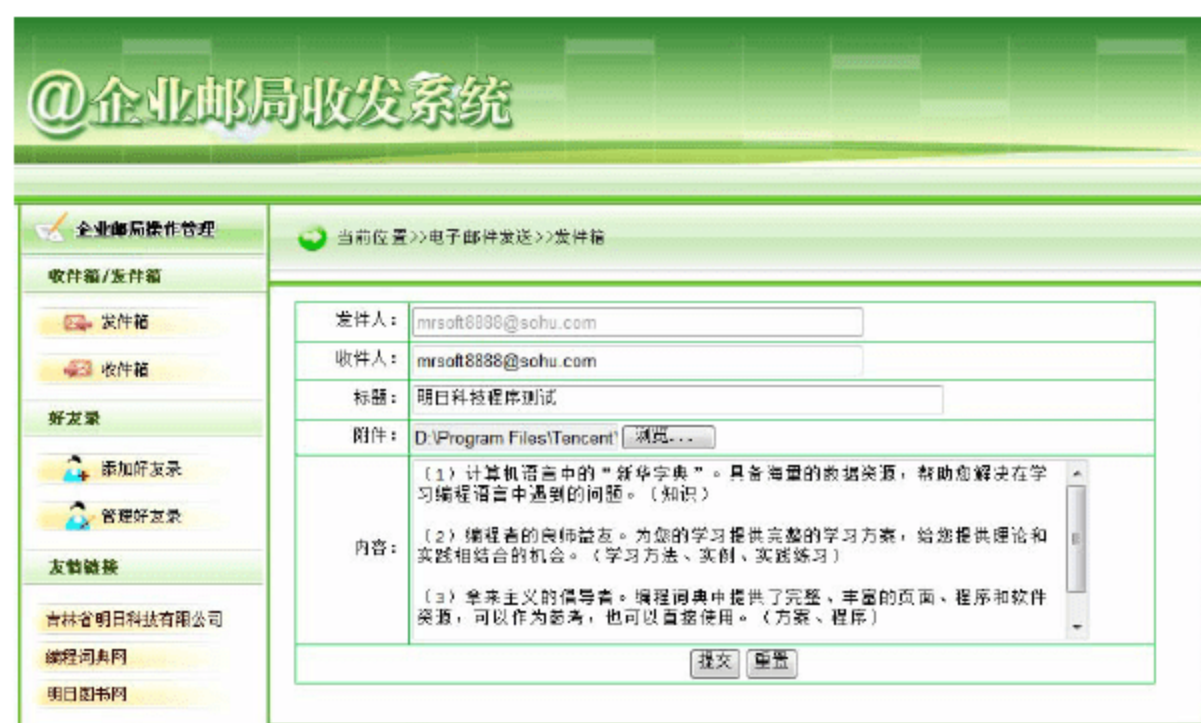 @企业邮局收发系统
企业邮局操作管理
收件箱/发件箱
发件箱
收件箱
好友录
添加好友录
管理好友录
友情链接
吉林省明日科技有限公司
编程词典网
明日图书网
当前位置>>电子邮件发送>>发件箱
发件人: mrsoft8888@sohu.com
收件人: mrsoft8888@sohu.com
标题: 明日科技程序测试
附件: D:\Program Files\Tencent\ 浏览...
内容:
(1)计算机语言中的"新华字典"。具备海量的数据资源,帮助您解决在学
习编程语言中遇到的问题。(知识)
(2)编程者的良师益友。为您的学习提供完整的学习方案,给您提供理论和
实践相结合的机会。(学习方法、实例、实践练习)
(3)拿来主义的倡导者。编程词典中提供了完整、丰富的页面、程序和软件
资源,可以作为参考,也可以直接使用。(方案、程序)
提交 重置